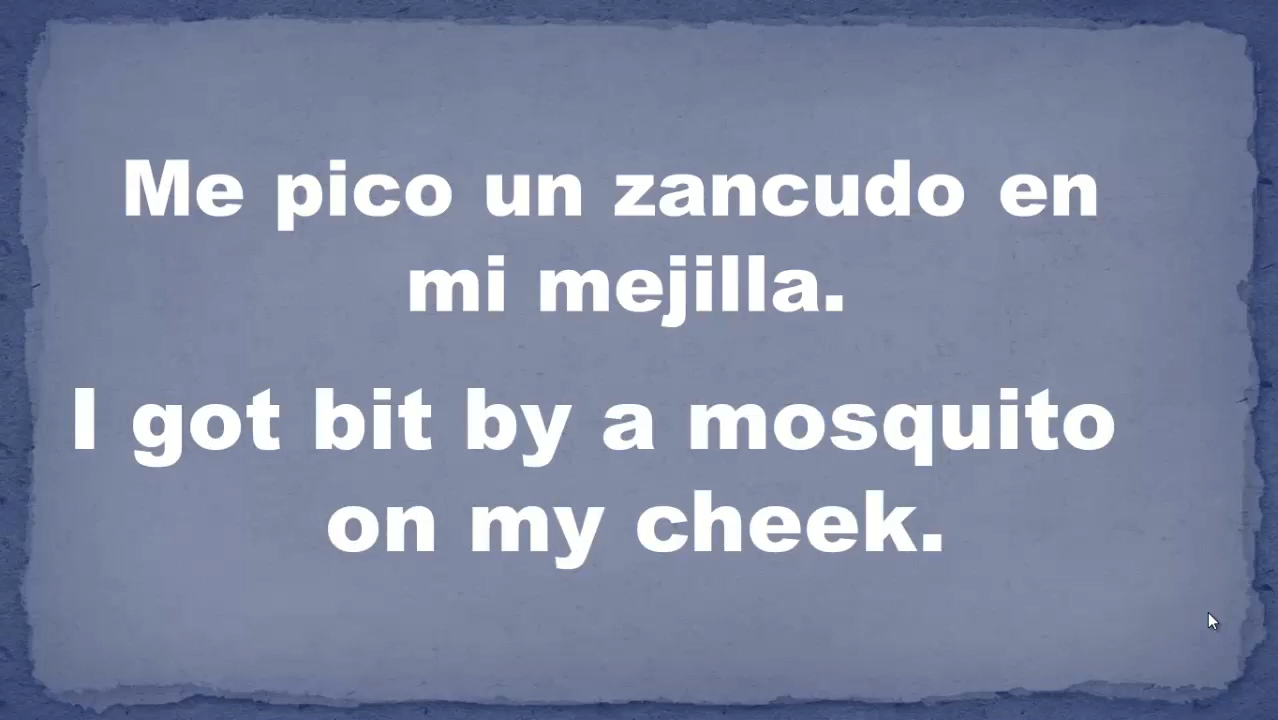 Me pico un zancudo en
mi mejilla.
I got bit by a mosquito
on my cheek.